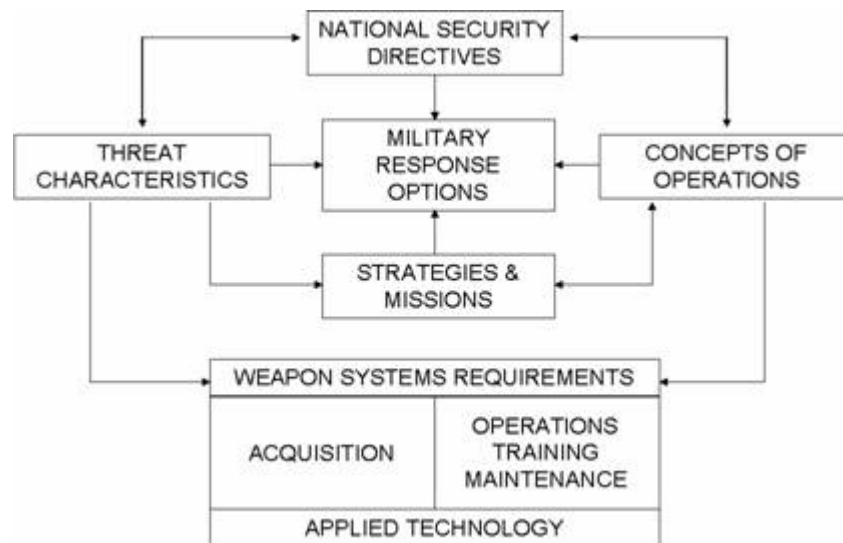 NATIONAL SECURITY
DIRECTIVES
THREAT
CHARACTERISTICS
MILITARY
RESPONSE
OPTIONS
CONCEPTS OF
OPERATIONS
STRATEGIES &
MISSIONS
WEAPON SYSTEMS REQUIREMENTS
ACQUISITION
OPERATIONS
TRAINING
MAINTENANCE
APPLIED TECHNOLOGY